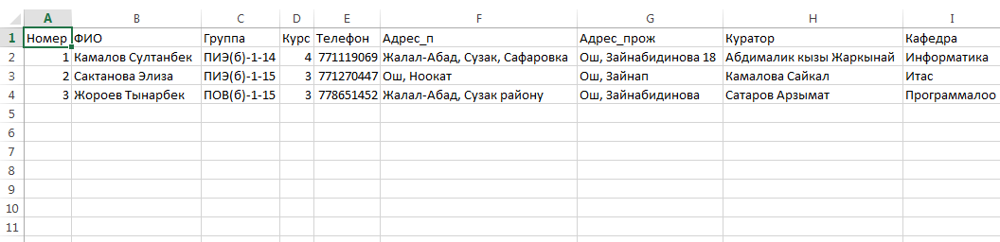 A B C D E F G H I
1 Номер ФИО Группа Курс Телефон Адрес_п Адрес_прож Куратор Кафедра
2 1 Камалов Султанбек ПИЭ(б)-1-14 4 771119069 Жалал-Абад, Сузак, Сафаровка Ош, Зайнабидинова 18 Абдималик кызы Жаркынай Информатика
3 2 Сактанова Элиза ПИЭ(б)-1-15 3 771270447 Ош, Ноокат Ош, Зайнап Камалова Сайкал Итас
4 3 Жороев Тынарбек ПОВ(б)-1-15 3 778651452 Жалал-Абад, Сузак району Ош, Зайнабидинова Сатаров Арзымат Программалоо
5
6
7
8
9
10
11